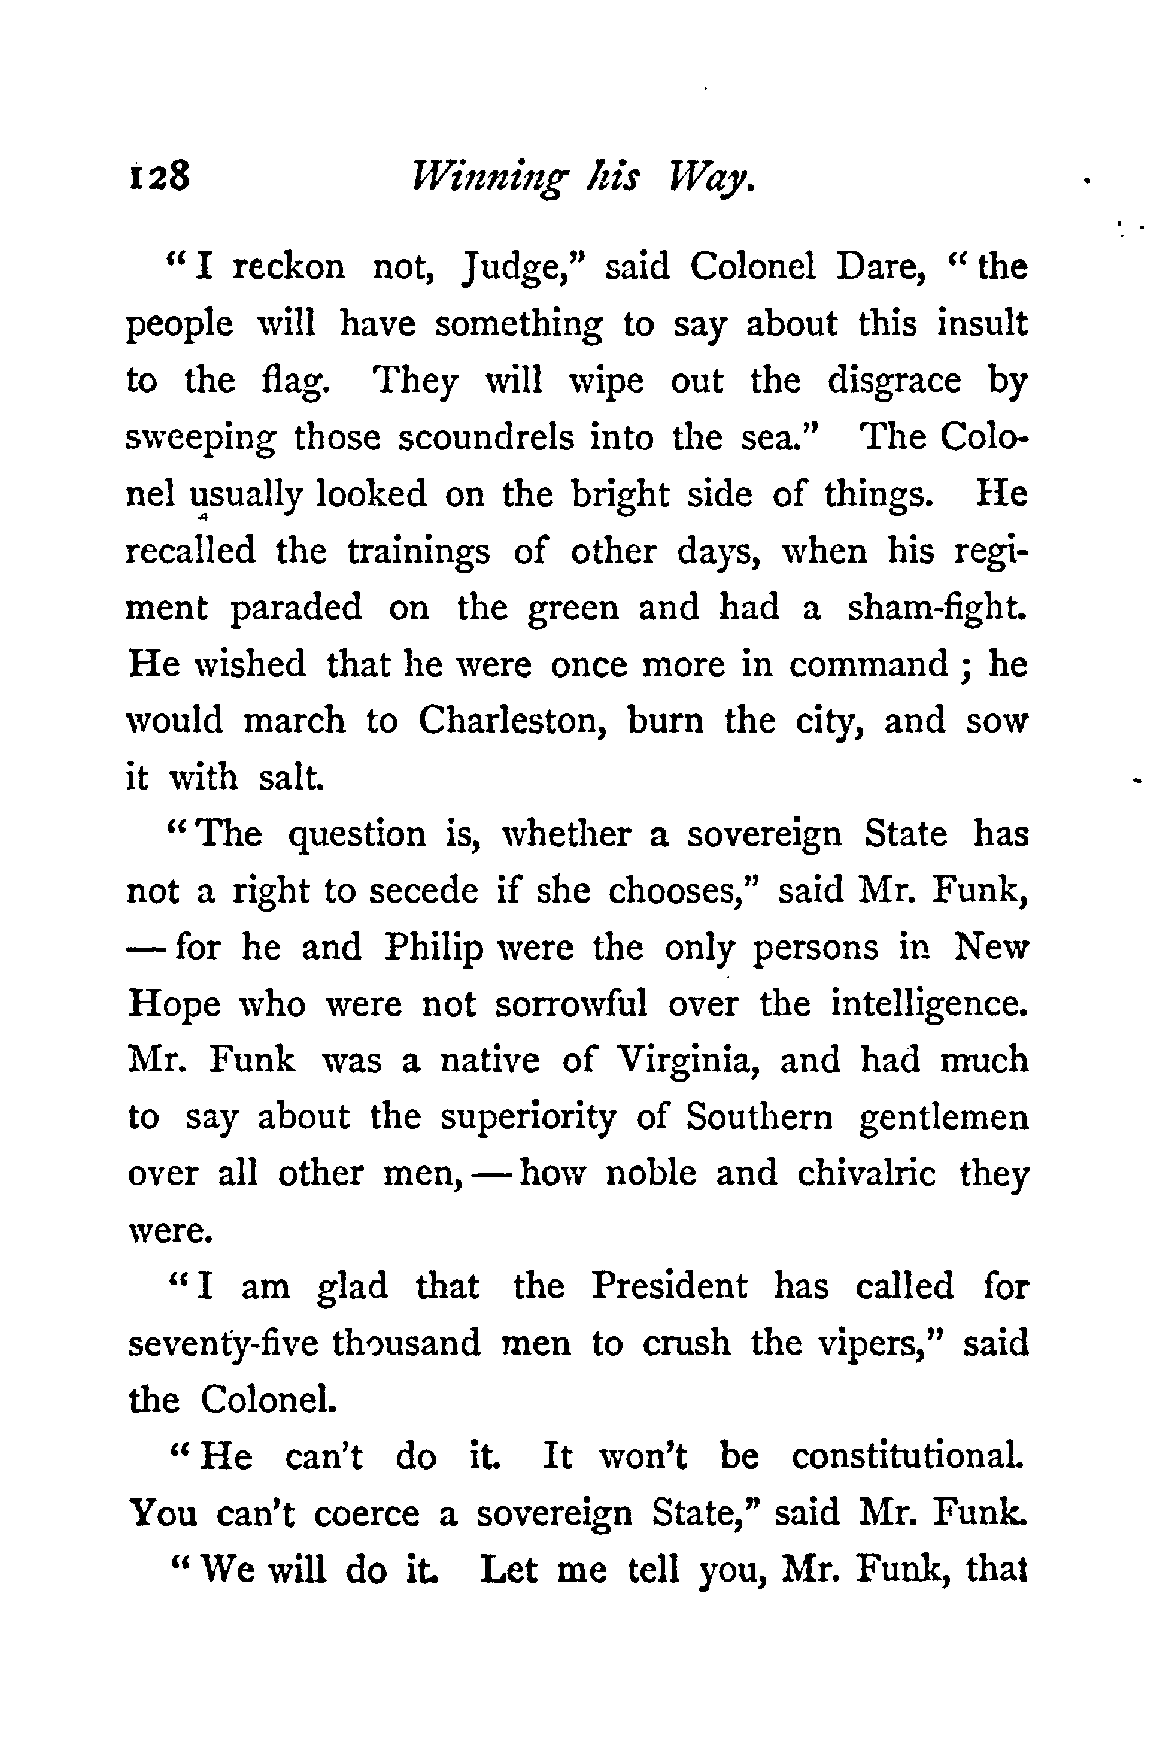 128 Winning his Way.
“ I reckon not, Judge,” said Colonel Dare, “ the
people will have something to say about this insult
to the flag. They will wipe out the disgrace by
sweeping those scoundrels into the sea.” The Colo-
nel usually looked on the bright side of things. He
recalled the trainings of other days, when his regi-
ment paraded on the green and had a sham-fight.
He wished that he were once more in command ; he
would march to Charleston, burn the city, and sow
it with salt.
“ The question is, whether a sovereign State has
not a right to secede if she chooses,” said Mr. Funk,
— for he and Philip were the only persons in New
Hope who were not sorrowful over the intelligence.
Mr. Funk was a native of Virginia, and had much
to say about the superiority of Southern gentlemen
over all other men, — how noble and chivalric they
were.
“ I am glad that the President has called for
seventy-five thousand men to crush the vipers,” said
the Colonel.
“ He can’t do it. It won’t be constitutional.
You can’t coerce a sovereign State,” said Mr. Funk.
“ We will do it. Let me tell you, Mr. Funk, that